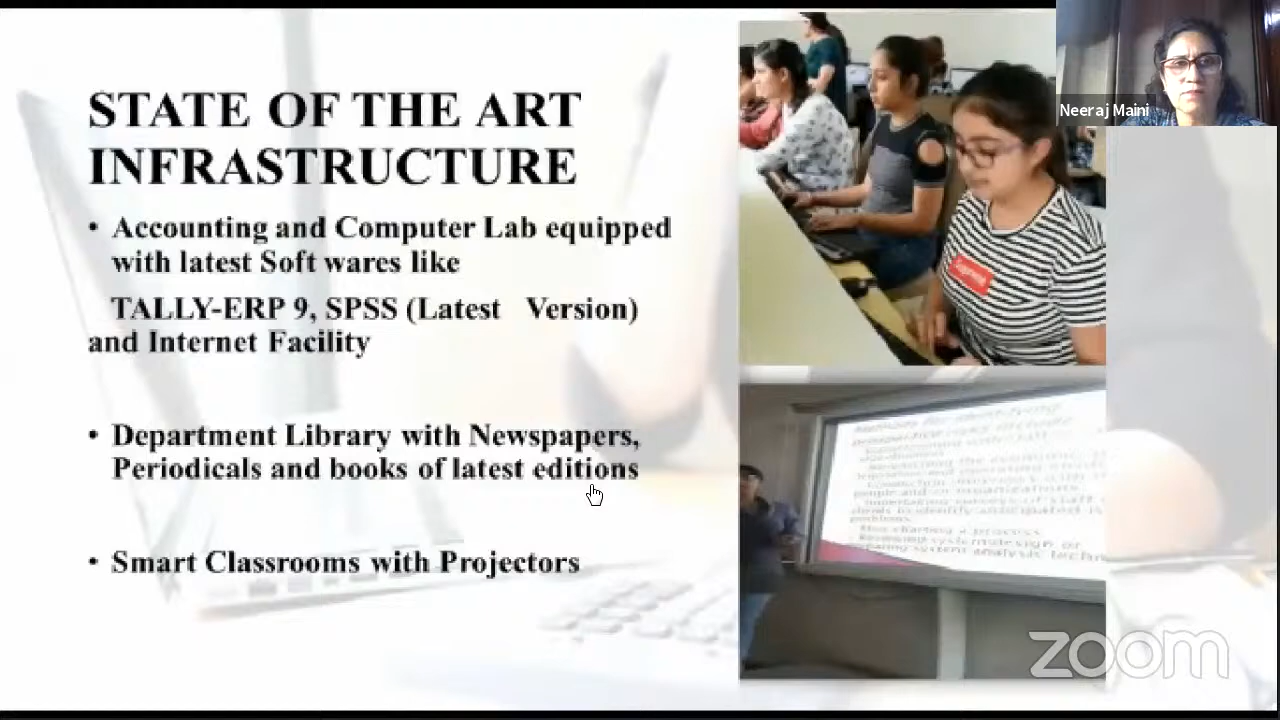 STATE OF THE ART
INFRASTRUCTURE
• Accounting and Computer Lab equipped
with latest Soft wares like
TALLY-ERP 9, SPSS (Latest Version)
and Internet Facility
• Department Library with Newspapers,
Periodicals and books of latest editions
• Smart Classrooms with Projectors
Neeraj Maini
Supreme
zoom